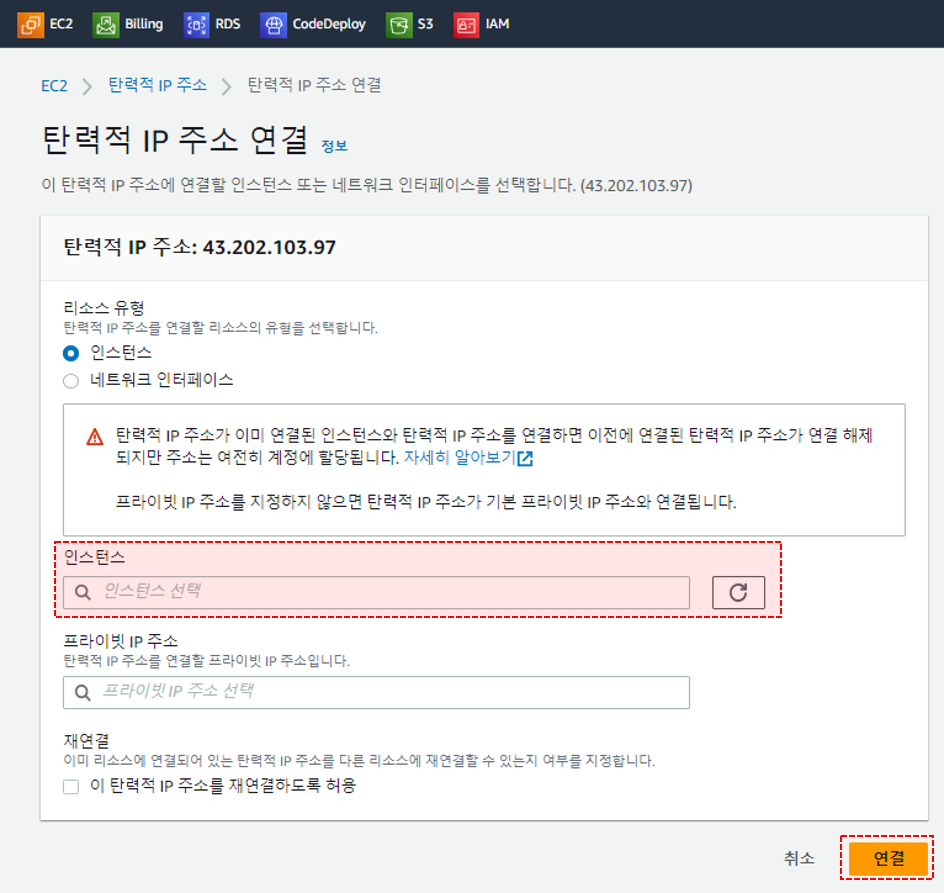 EC2 Billing RDS CodeDeploy S3 IAM
EC2 > 탄력적 IP 주소 > 탄력적 IP 주소 연결
탄력적 IP 주소 연결 정보
이 탄력적 IP 주소에 연결할 인스턴스 또는 네트워크 인터페이스를 선택합니다. (43.202.103.97)
탄력적 IP 주소: 43.202.103.97
리소스 유형
탄력적 IP 주소를 연결할 리소스의 유형을 선택합니다.
인스턴스
네트워크 인터페이스
탄력적 IP 주소가 이미 연결된 인스턴스와 탄력적 IP 주소를 연결하면 이전에 연결된 탄력적 IP 주소가 연결 해제
되지만 주소는 여전히 계정에 할당됩니다. 자세히 알아보기
프라이빗 IP 주소를 지정하지 않으면 탄력적 IP 주소가 기본 프라이빗 IP 주소와 연결됩니다.
인스턴스
인스턴스 선택
프라이빗 IP 주소
탄력적 IP 주소를 연결할 프라이빗 IP 주소입니다.
프라이빗 IP 주소 선택
재연결
이미 리소스에 연결되어 있는 탄력적 IP 주소를 다른 리소스에 재연결할 수 있는지 여부를 지정합니다.
이 탄력적 IP 주소를 재연결하도록 허용
취소 연결